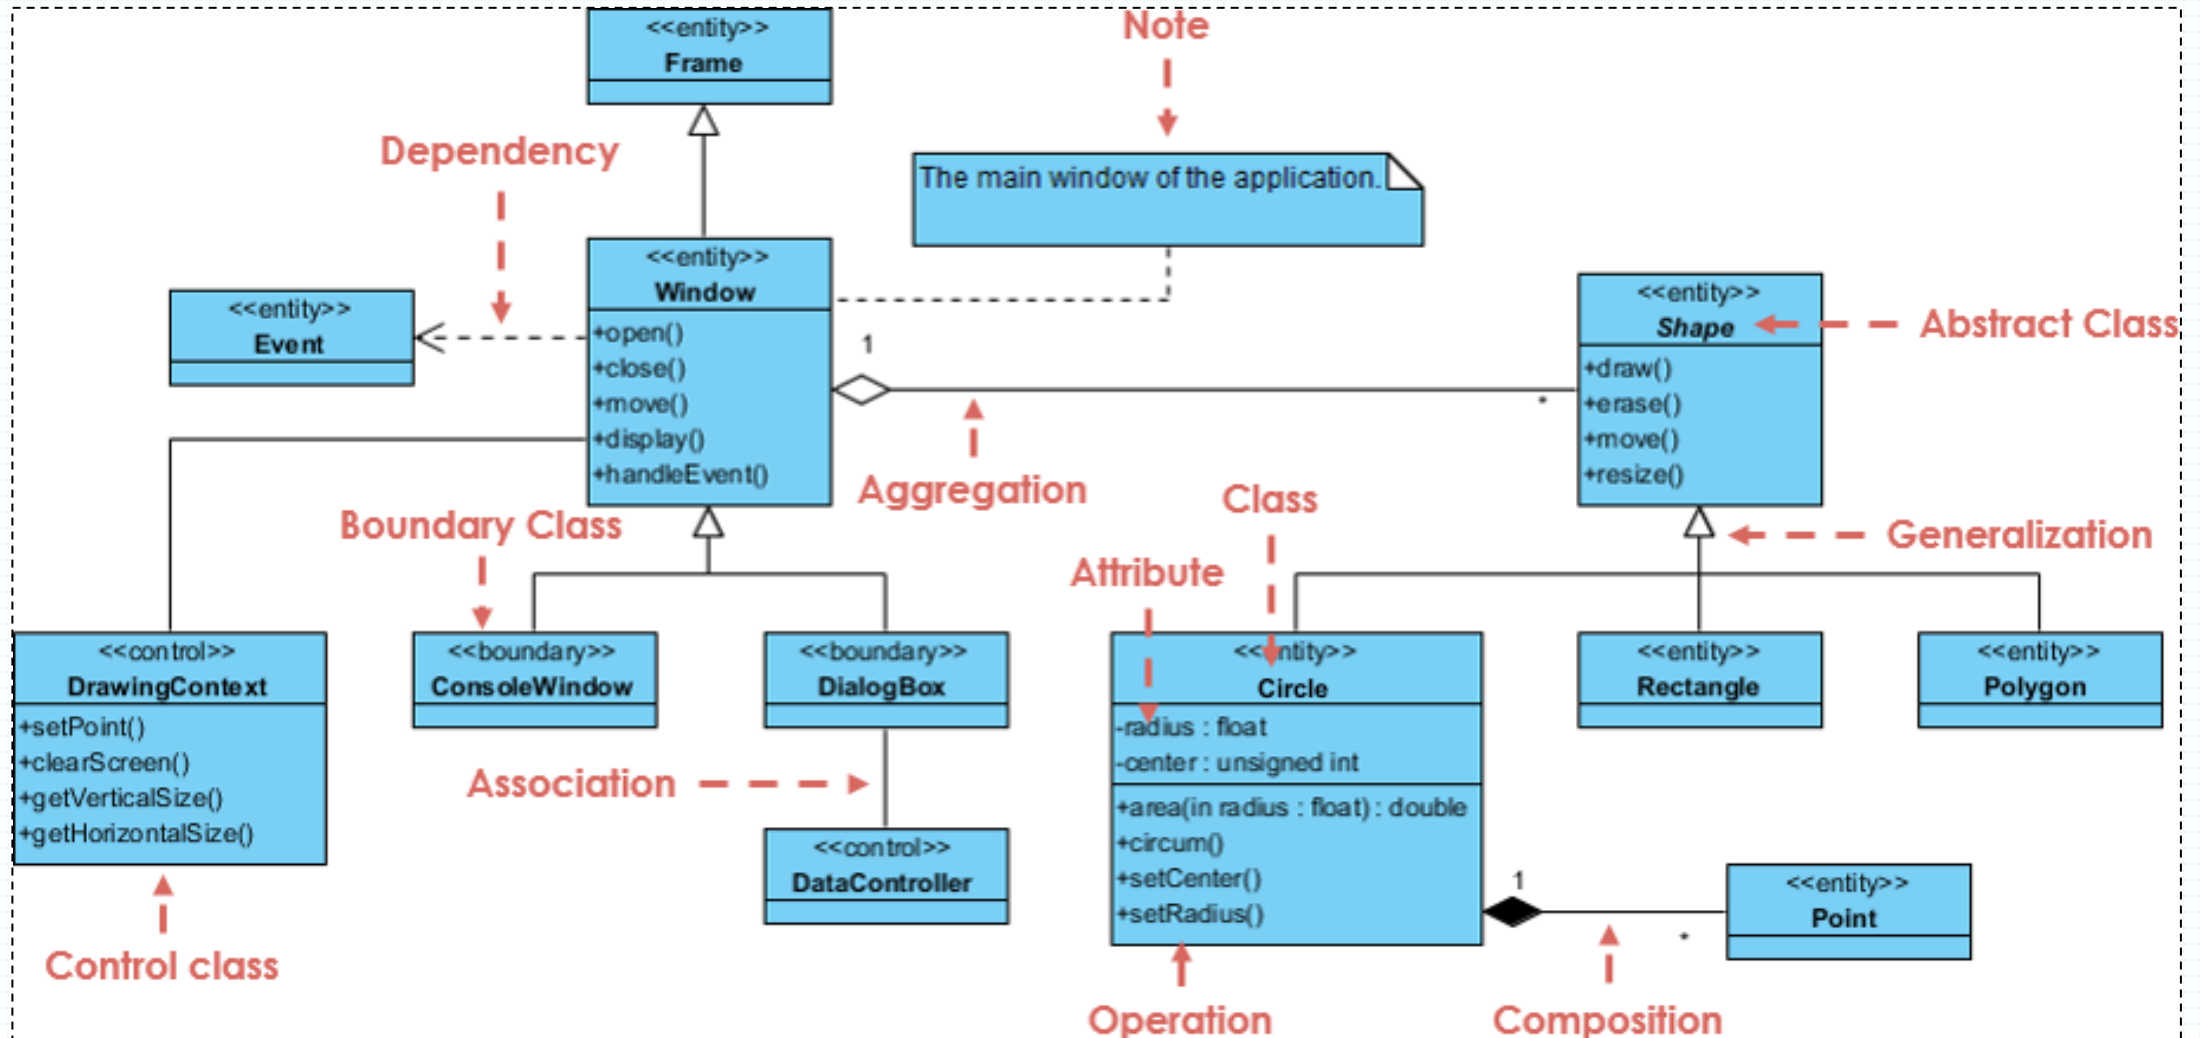 <<entity>>
Frame
Note
Dependency
The main window of the application.
<<entity>>
Window
+open()
+close()
+move()
+display()
+handleEvent()
<<entity>>
Event
1
*
<<entity>>
Shape
+draw()
+erase()
+move()
+resize()
Abstract Class
Aggregation
Class
Boundary Class
Generalization
Attribute
<<control>>
DrawingContext
+setPoint()
+clearScreen()
+getVerticalSize()
+getHorizontalSize()
<<boundary>>
ConsoleWindow
<<boundary>>
DialogBox
<<entity>>
Circle
-radius : float
-center : unsigned int
+area(in radius : float) : double
+circum()
+setCenter()
+setRadius()
<<entity>>
Rectangle
<<entity>>
Polygon
Association
<<control>>
DataController
1
*
<<entity>>
Point
Control class
Operation
Composition